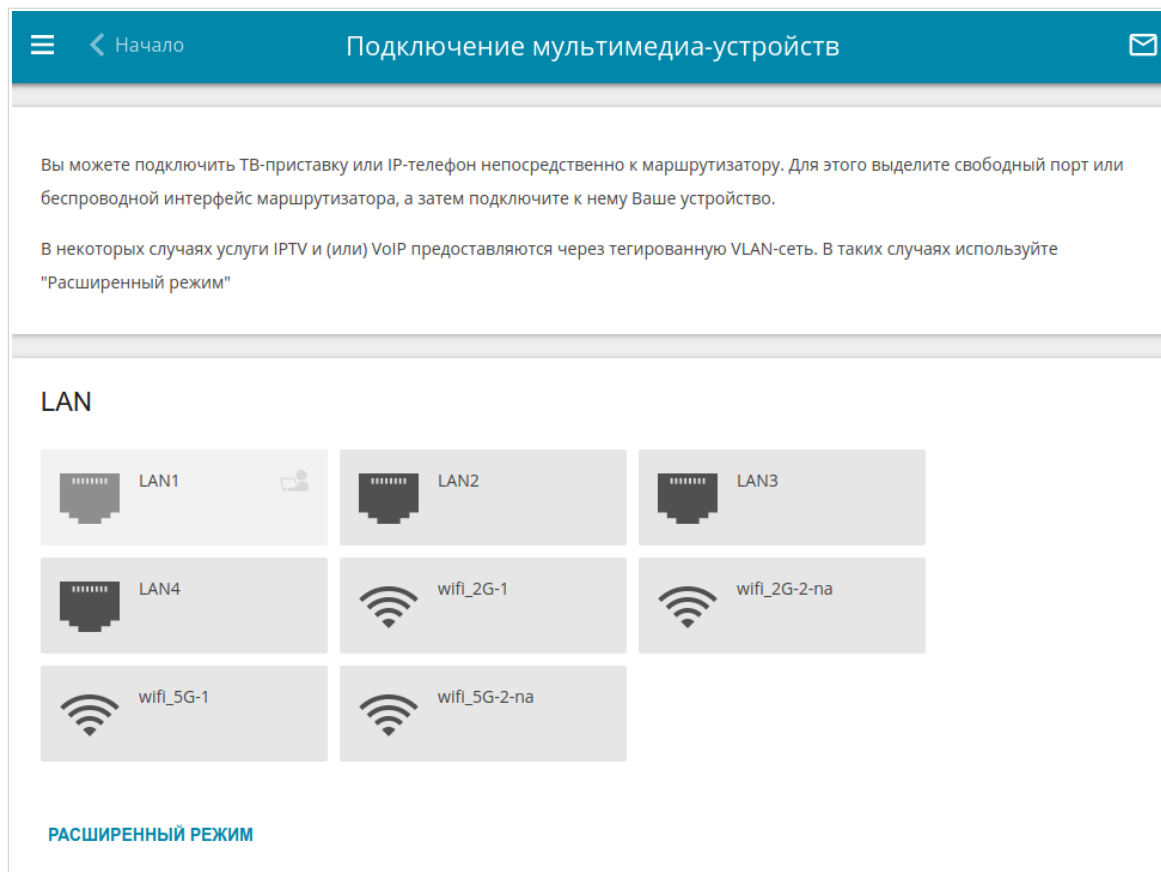 Начало
Подключение мультимедиа-устройств
Вы можете подключить ТВ-приставку или IP-телефон непосредственно к маршрутизатору. Для этого выделите свободный порт или
беспроводной интерфейс маршрутизатора, а затем подключите к нему Ваше устройство.
В некоторых случаях услуги IPTV и (или) VoIP предоставляются через тегированную VLAN-сеть. В таких случаях используйте
"Расширенный режим"
LAN
LAN1
LAN2
LAN3
LAN4
wifi_2G-1
wifi_2G-2-na
wifi_5G-1
wifi_5G-2-na
РАСШИРЕННЫЙ РЕЖИМ